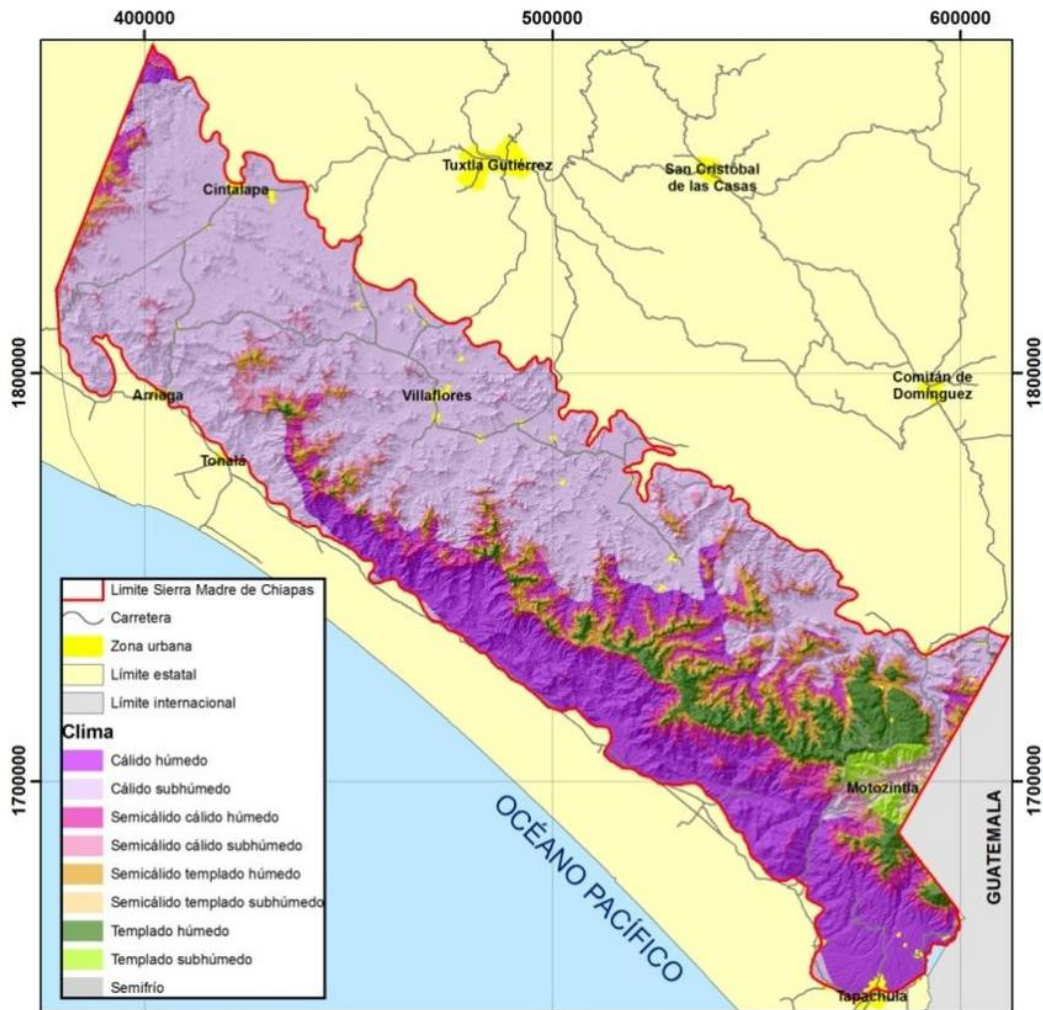 400000
500000
600000
Tuxtla Gutiérrez
San Cristóbal
de las Casas
Cintalapa
1800000
1800000
Arriaga
Villaflores
Comitán de
Domínguez
Tonalá
Límite Sierra Madre de Chiapas
Carretera
Zona urbana
Límite estatal
Límite internacional
Clima
Cálido húmedo
Cálido subhúmedo
Semicálido cálido húmedo
Semicálido cálido subhúmedo
Semicálido templado húmedo
Semicálido templado subhúmedo
Templado húmedo
Templado subhúmedo
Semifrío
1700000
1700000
Motozintla
OCÉANO PACÍFICO
GUATEMALA
Tapachula